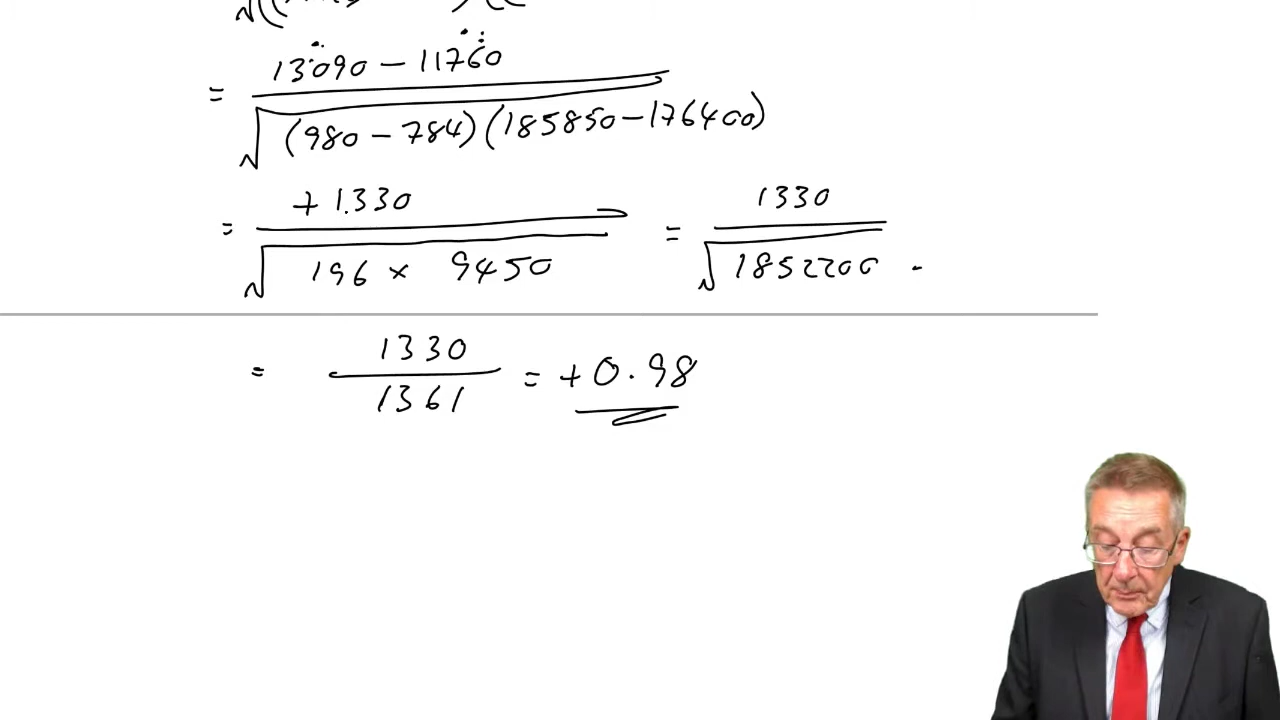 = 13090 − 11760 / √(980 − 784)(185850 − 176400)
= + 1330 / √196 × 9450 = 1330 / √1852200
= 1330 / 1361 = + 0.98